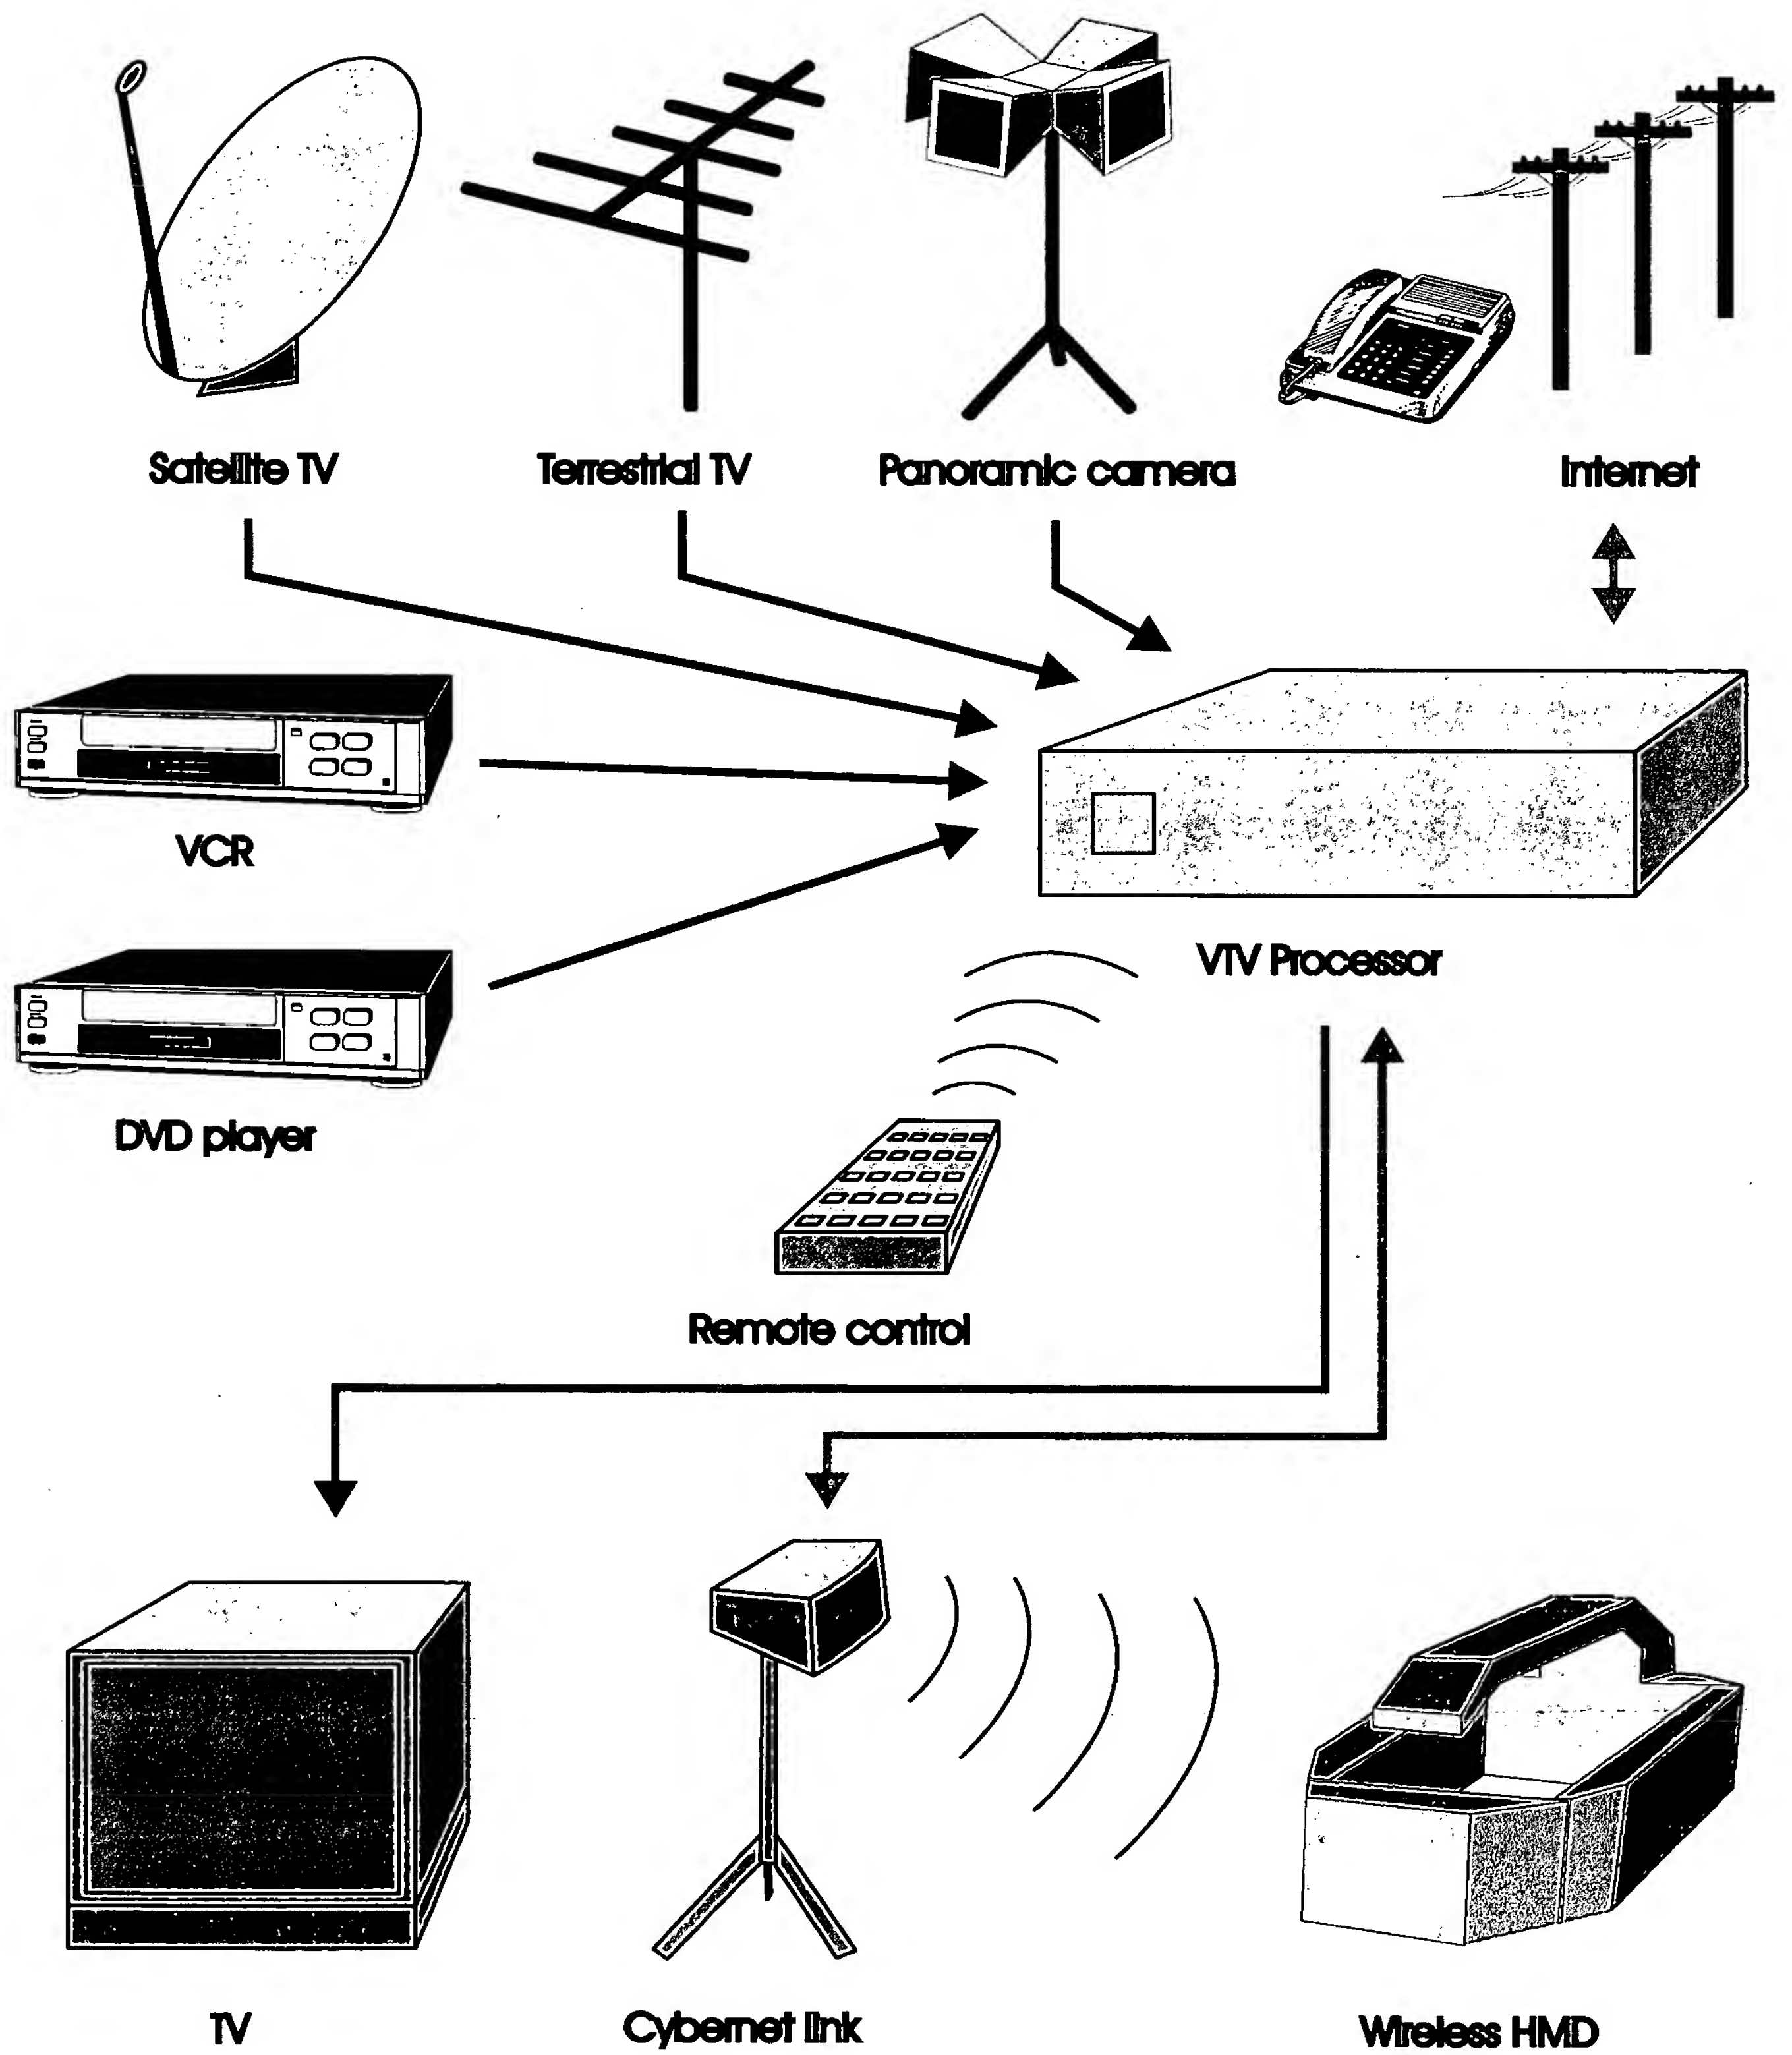 Satellite TV
Terrestrial TV
Panoramic camera
Internet
VCR
VTV Processor
DVD player
Remote control
TV
Cybernet link
Wireless HMD